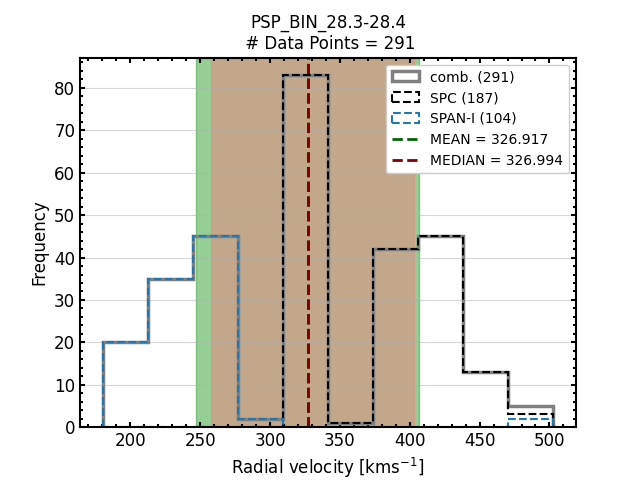 PSP_BIN_28.3-28.4
# Data Points = 291
comb. (291)
SPC (187)
SPAN-I (104)
MEAN = 326.917
MEDIAN = 326.994
Frequency
80
70
60
50
40
30
20
10
0
200 250 300 350 400 450 500
Radial velocity [kms⁻¹]